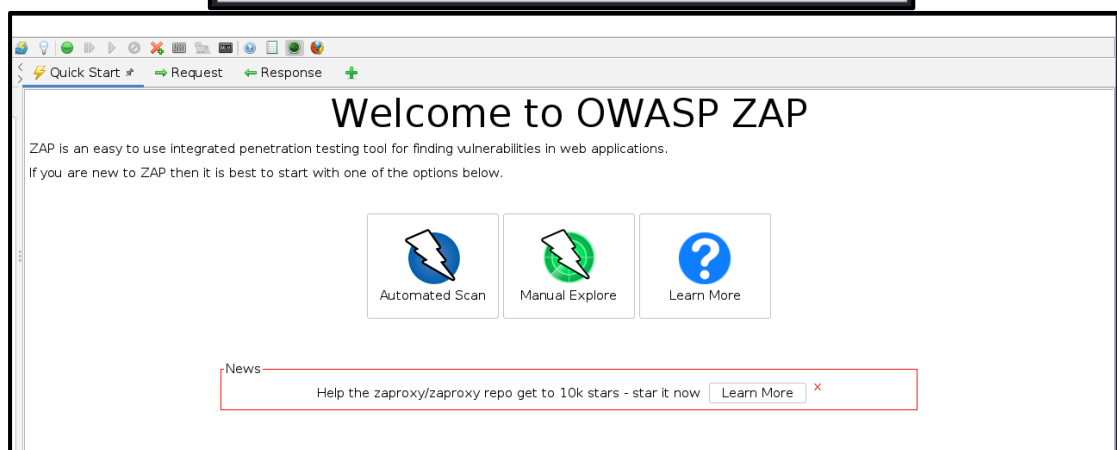 Quick Start
Request
Response
Welcome to OWASP ZAP
ZAP is an easy to use integrated penetration testing tool for finding vulnerabilities in web applications.
If you are new to ZAP then it is best to start with one of the options below.
Automated Scan
Manual Explore
Learn More
News
Help the zaproxy/zaproxy repo get to 10k stars - star it now
Learn More
X